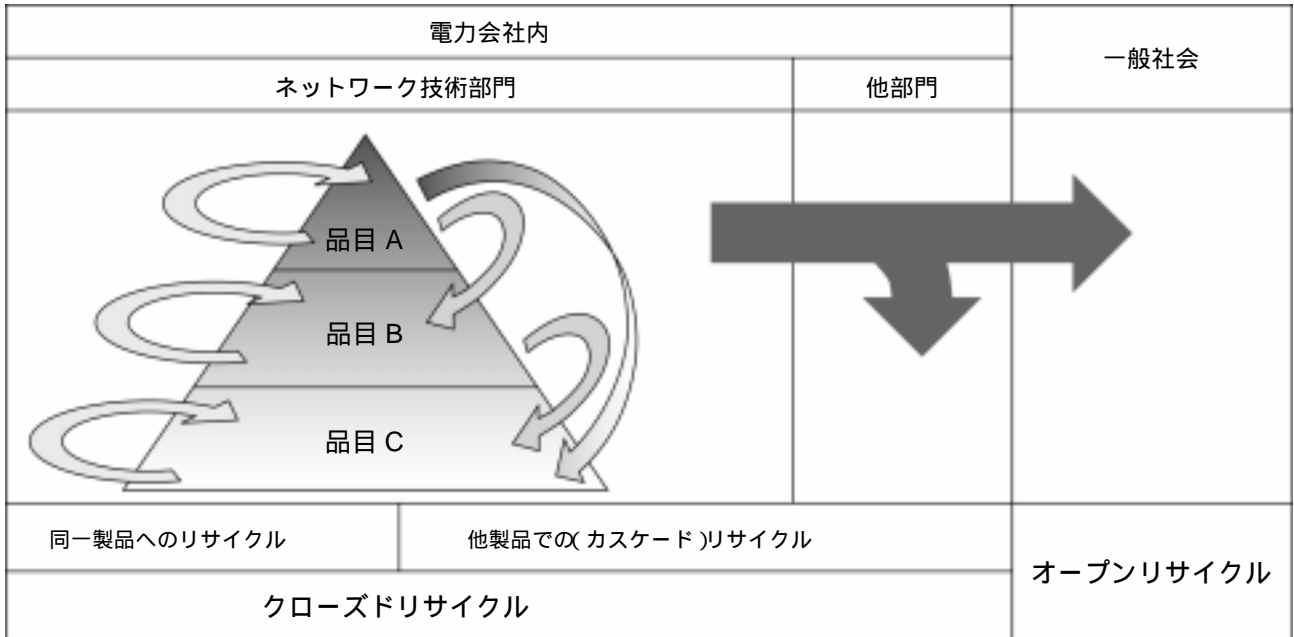 電力会社内
一般社会
ネットワーク技術部門
他部門
品目 A
品目 B
品目 C
同一製品へのリサイクル
他製品での(カスケード)リサイクル
オープンリサイクル
クローズドリサイクル